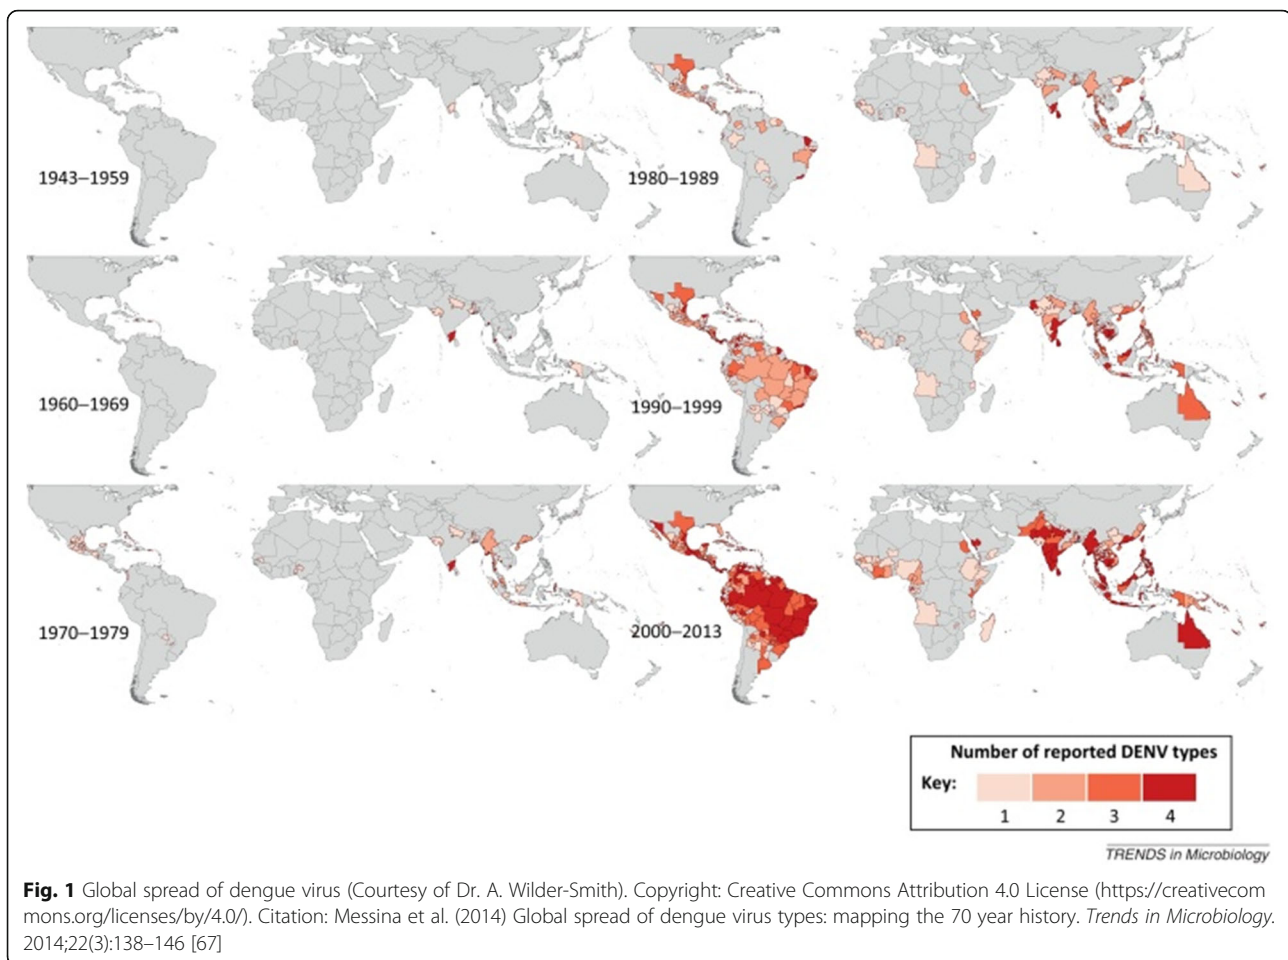 1943–1959
1980–1989
1960–1969
1990–1999
1970–1979
2000–2013
Number of reported DENV types
Key:
1 2 3 4
TRENDS in Microbiology
Fig. 1 Global spread of dengue virus (Courtesy of Dr. A. Wilder-Smith). Copyright: Creative Commons Attribution 4.0 License (https://creativecom
mons.org/licenses/by/4.0/). Citation: Messina et al. (2014) Global spread of dengue virus types: mapping the 70 year history. Trends in Microbiology.
2014;22(3):138–146 [67]